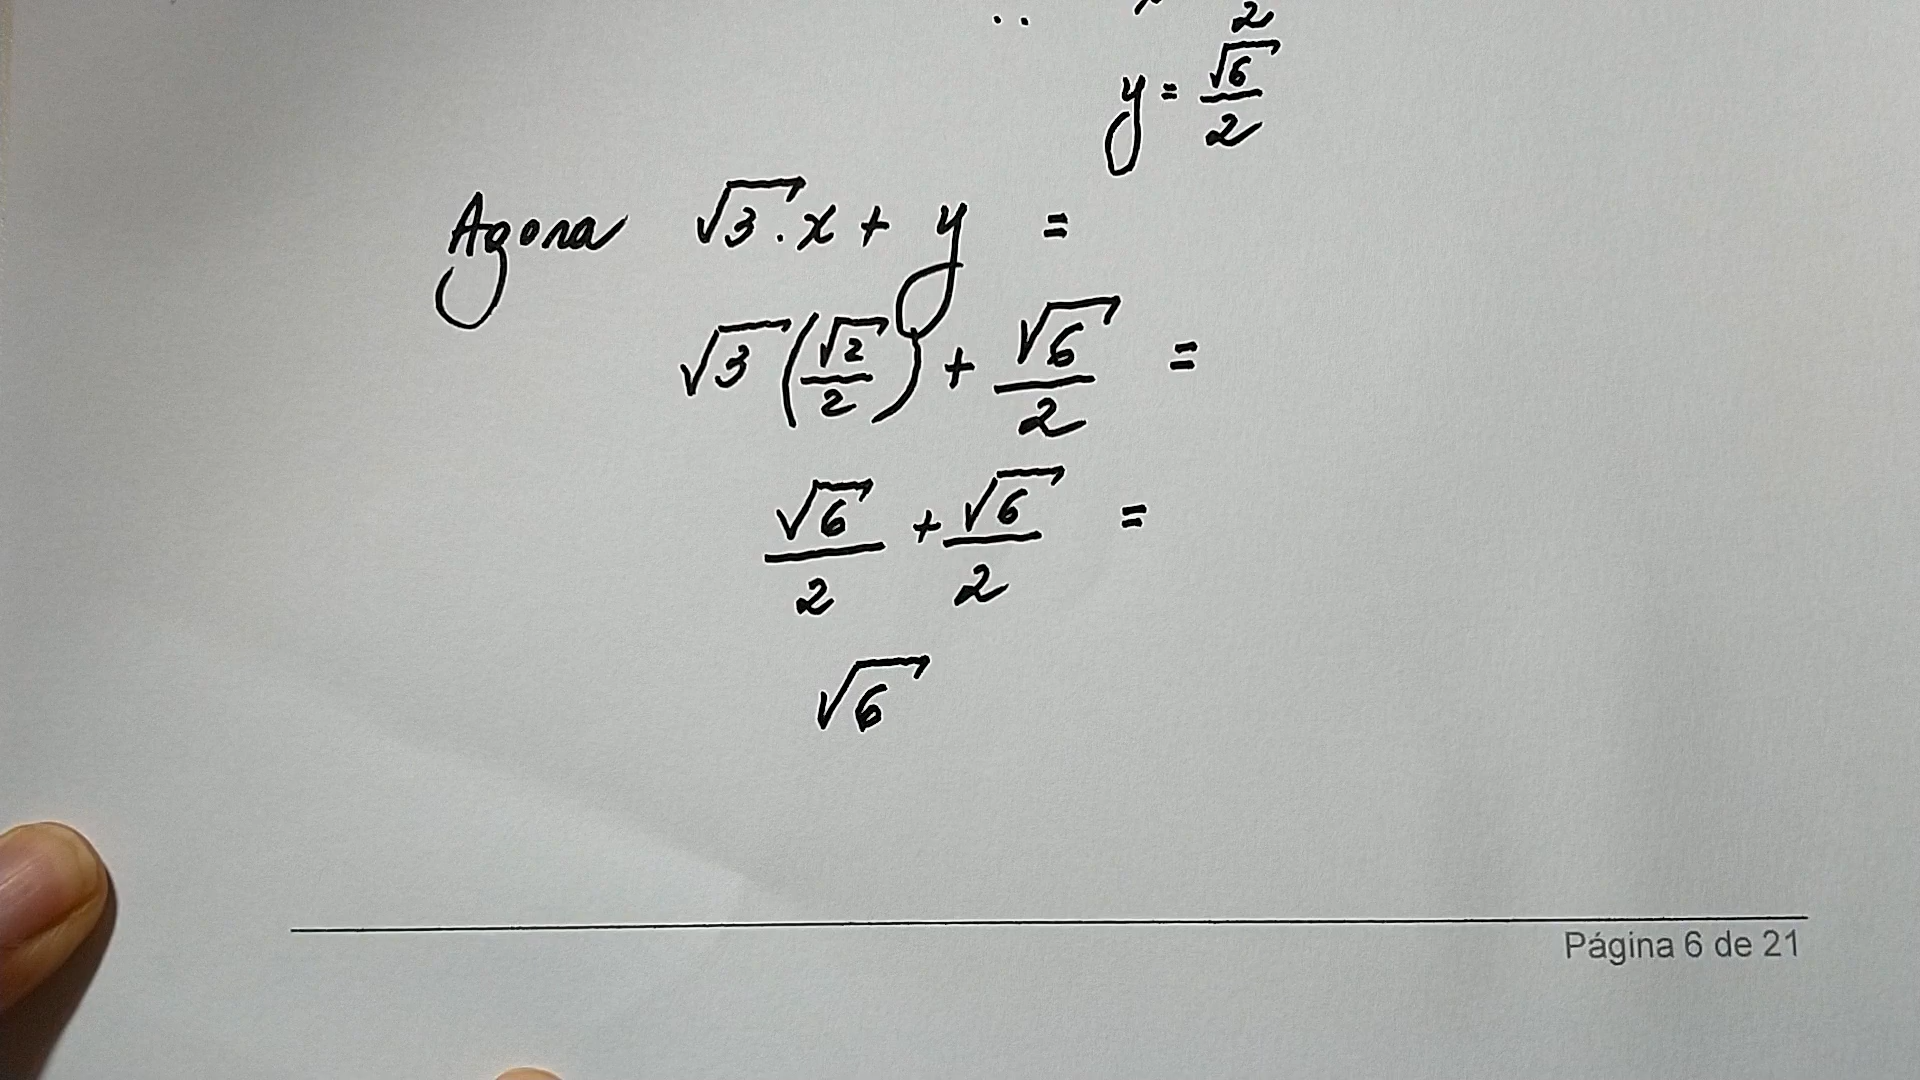 y = √6/2
Agora √3 . x + y =
√3 (√2/2) + √6/2 =
√6/2 + √6/2 =
√6
Página 6 de 21